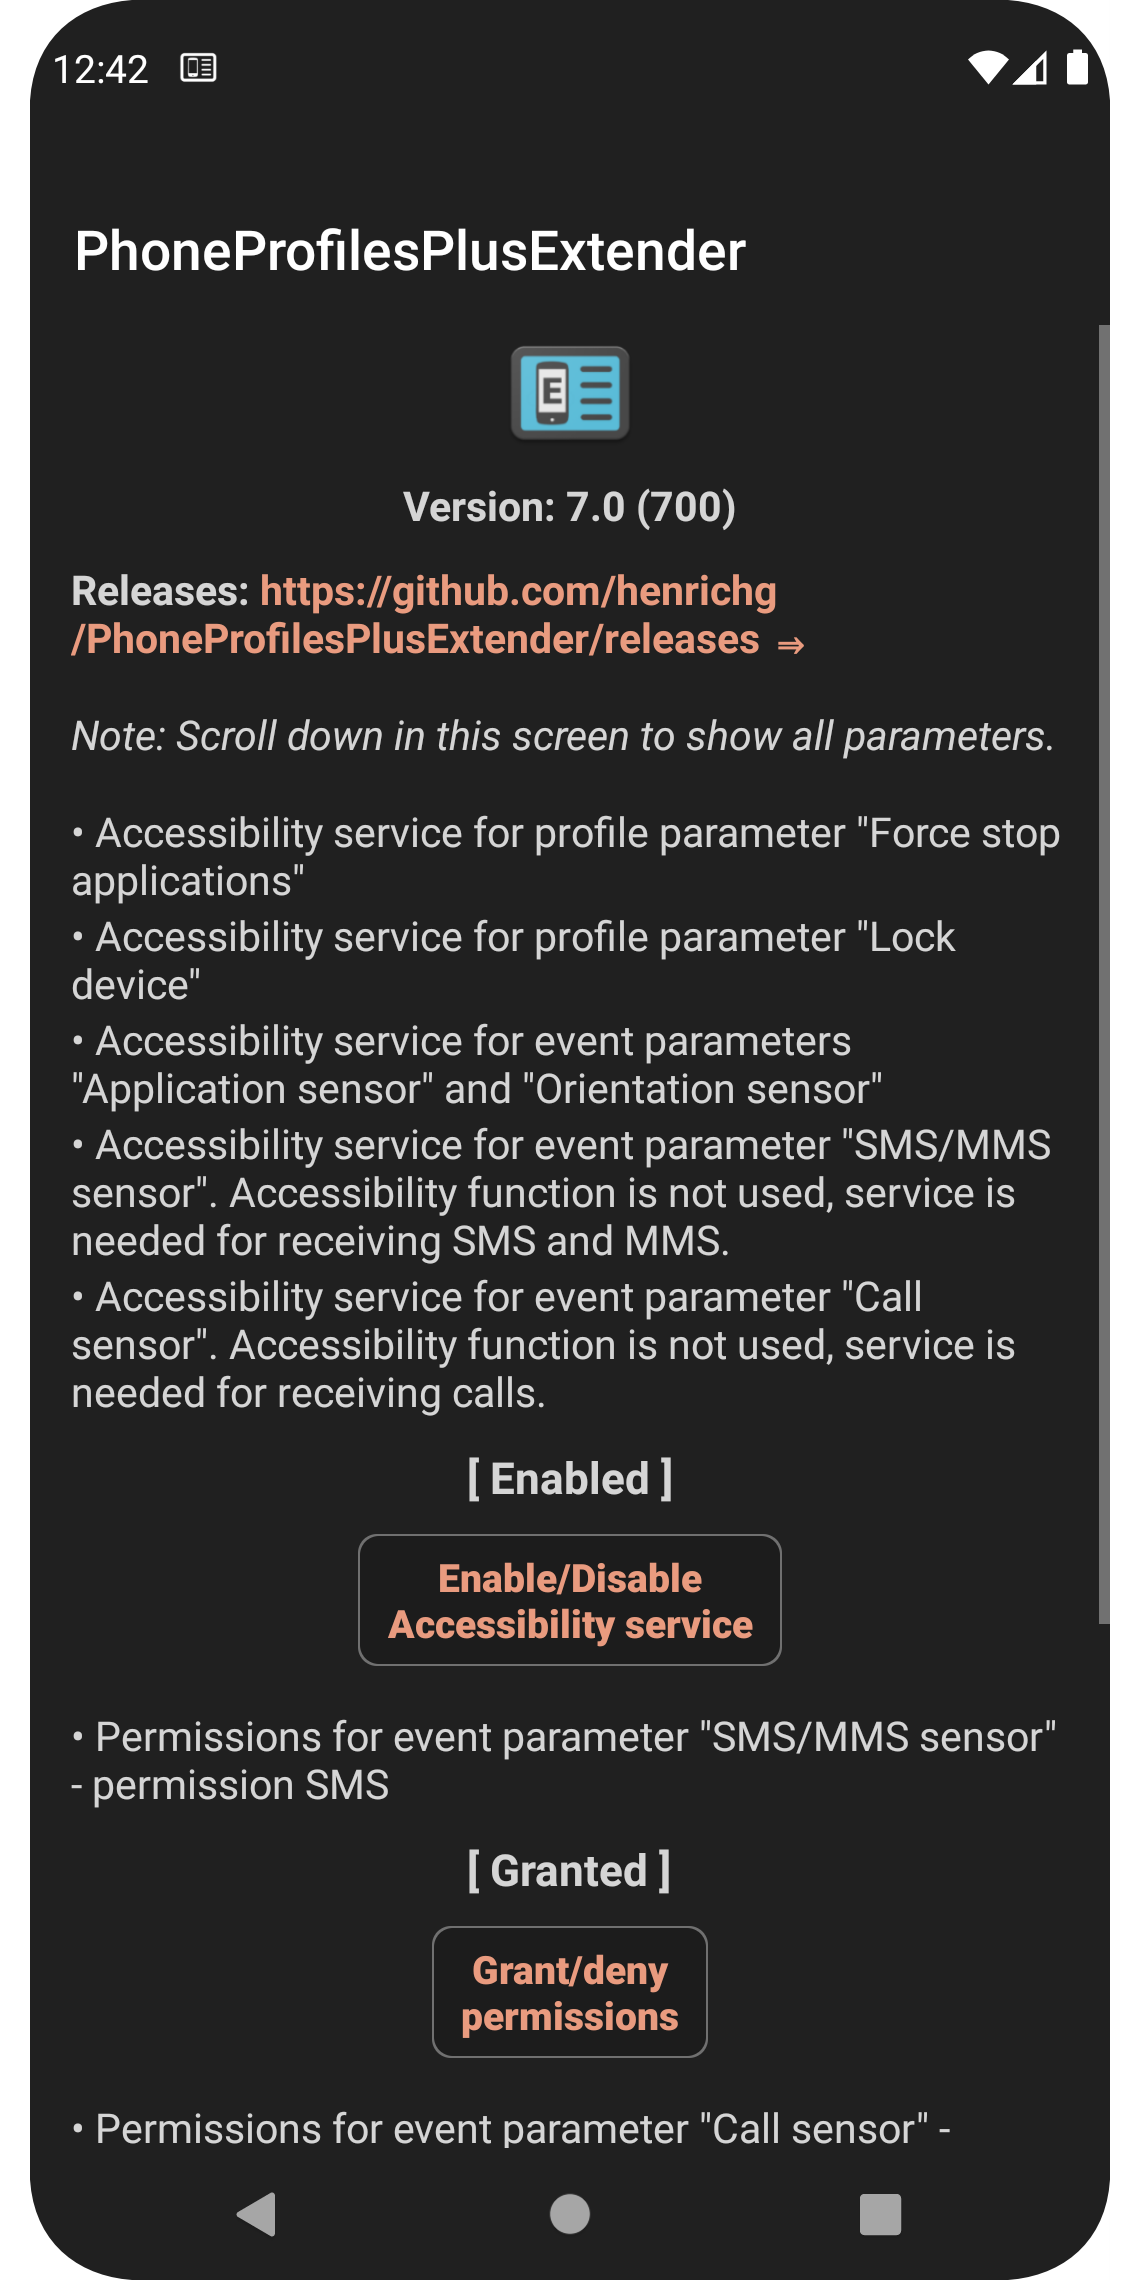 12:42
PhoneProfilesPlusExtender
E
Version: 7.0 (700)
Releases: https://github.com/henrichg
/PhoneProfilesPlusExtender/releases ⇒
Note: Scroll down in this screen to show all parameters.
• Accessibility service for profile parameter "Force stop
applications"
• Accessibility service for profile parameter "Lock
device"
• Accessibility service for event parameters
"Application sensor" and "Orientation sensor"
• Accessibility service for event parameter "SMS/MMS
sensor". Accessibility function is not used, service is
needed for receiving SMS and MMS.
• Accessibility service for event parameter "Call
sensor". Accessibility function is not used, service is
needed for receiving calls.
[ Enabled ]
Enable/Disable
Accessibility service
• Permissions for event parameter "SMS/MMS sensor"
- permission SMS
[ Granted ]
Grant/deny
permissions
• Permissions for event parameter "Call sensor" -